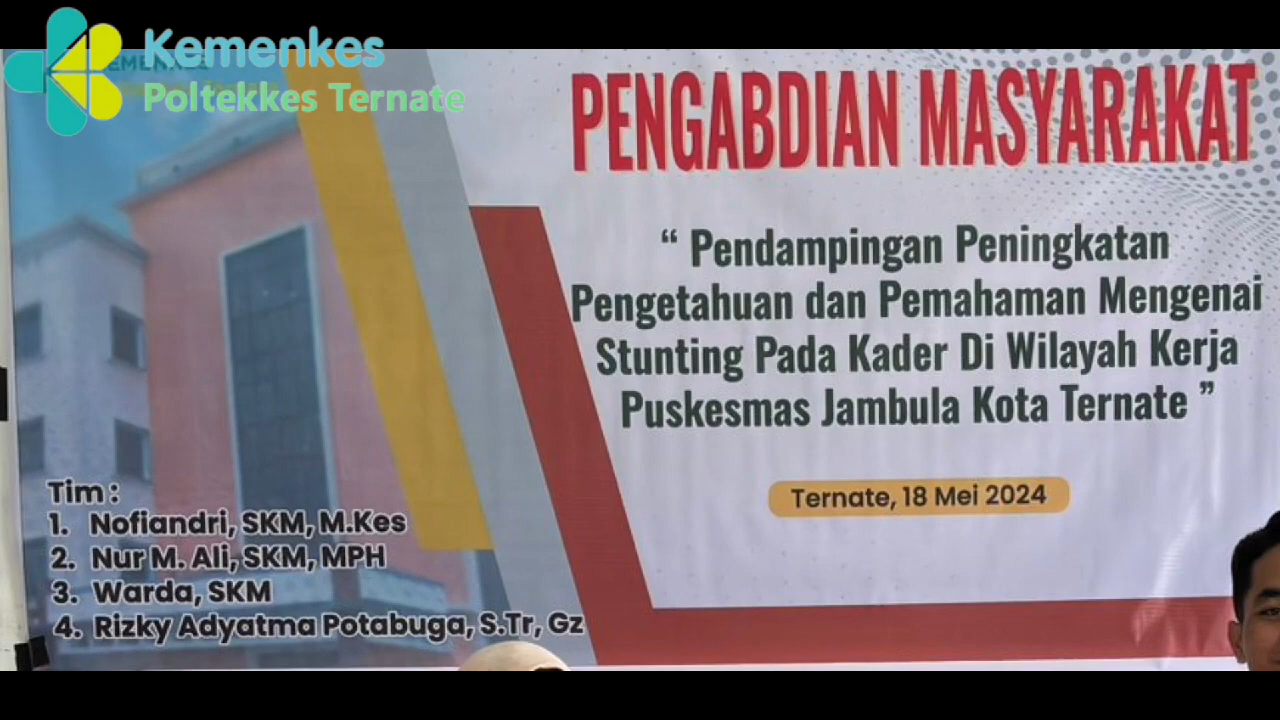 Kemenkes
Poltekkes Ternate
PENGABDIAN MASYARAKAT
“ Pendampingan Peningkatan
Pengetahuan dan Pemahaman Mengenai
Stunting Pada Kader Di Wilayah Kerja
Puskesmas Jambula Kota Ternate ”
Ternate, 18 Mei 2024
Tim :
1. Nofiandri, SKM, M.Kes
2. Nur M. Ali, SKM, MPH
3. Warda, SKM
4. Rizky Adyatma Potabuga, S.Tr, Gz